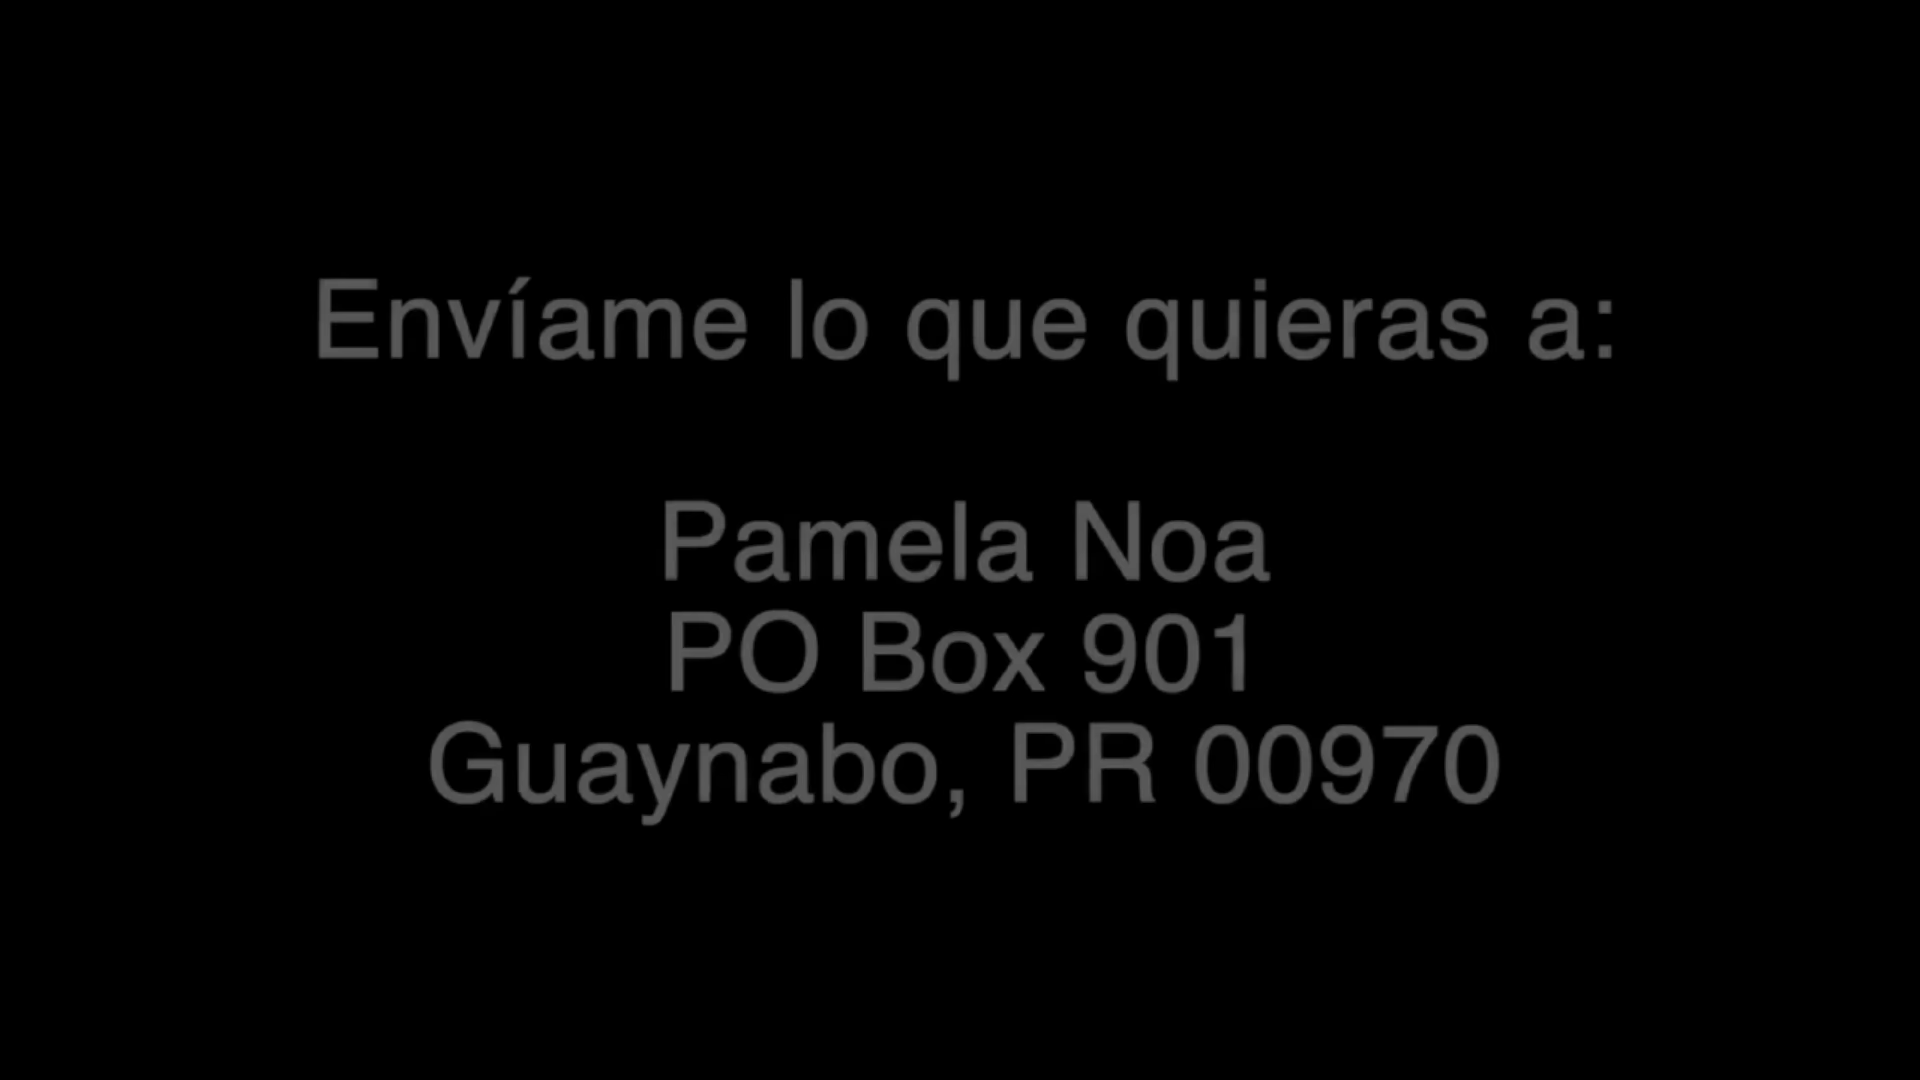 Envíame lo que quieras a:
Pamela Noa
PO Box 901
Guaynabo, PR 00970